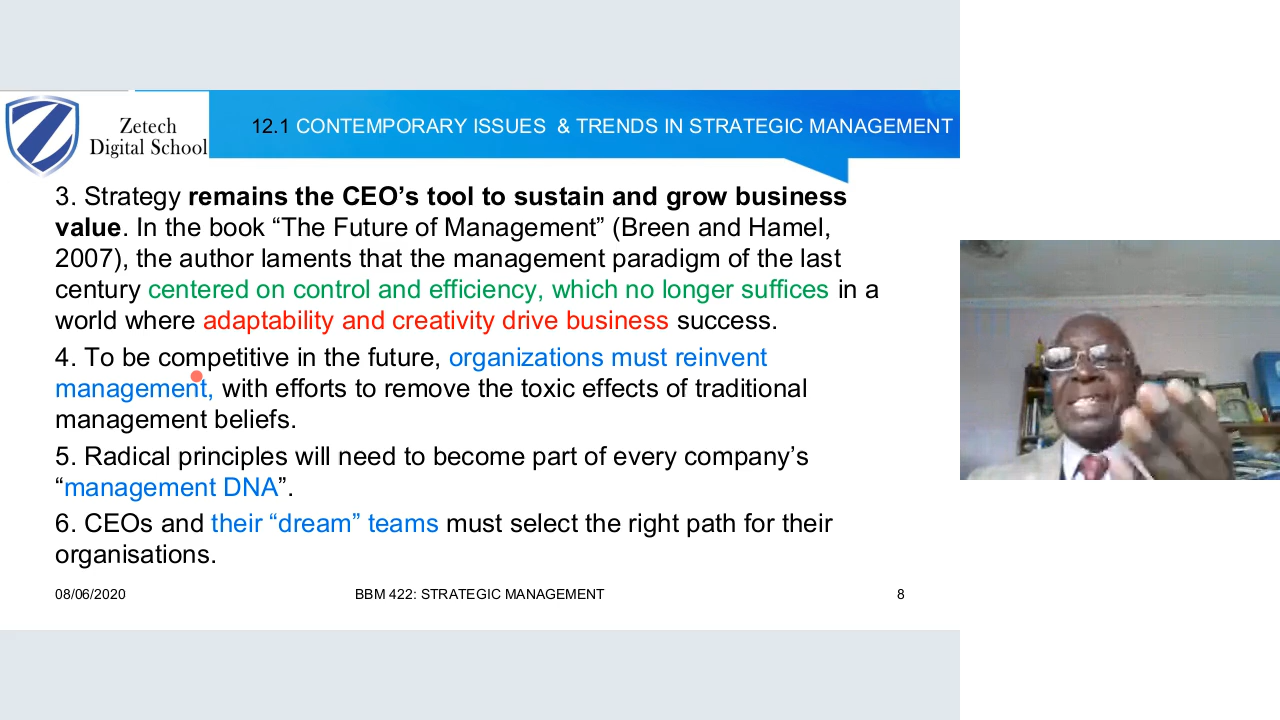 Zetech
Digital School
12.1 CONTEMPORARY ISSUES & TRENDS IN STRATEGIC MANAGEMENT
3. Strategy remains the CEO’s tool to sustain and grow business
value. In the book “The Future of Management” (Breen and Hamel,
2007), the author laments that the management paradigm of the last
century centered on control and efficiency, which no longer suffices in a
world where adaptability and creativity drive business success.
4. To be competitive in the future, organizations must reinvent
management, with efforts to remove the toxic effects of traditional
management beliefs.
5. Radical principles will need to become part of every company’s
“management DNA”.
6. CEOs and their “dream” teams must select the right path for their
organisations.
08/06/2020
BBM 422: STRATEGIC MANAGEMENT
8